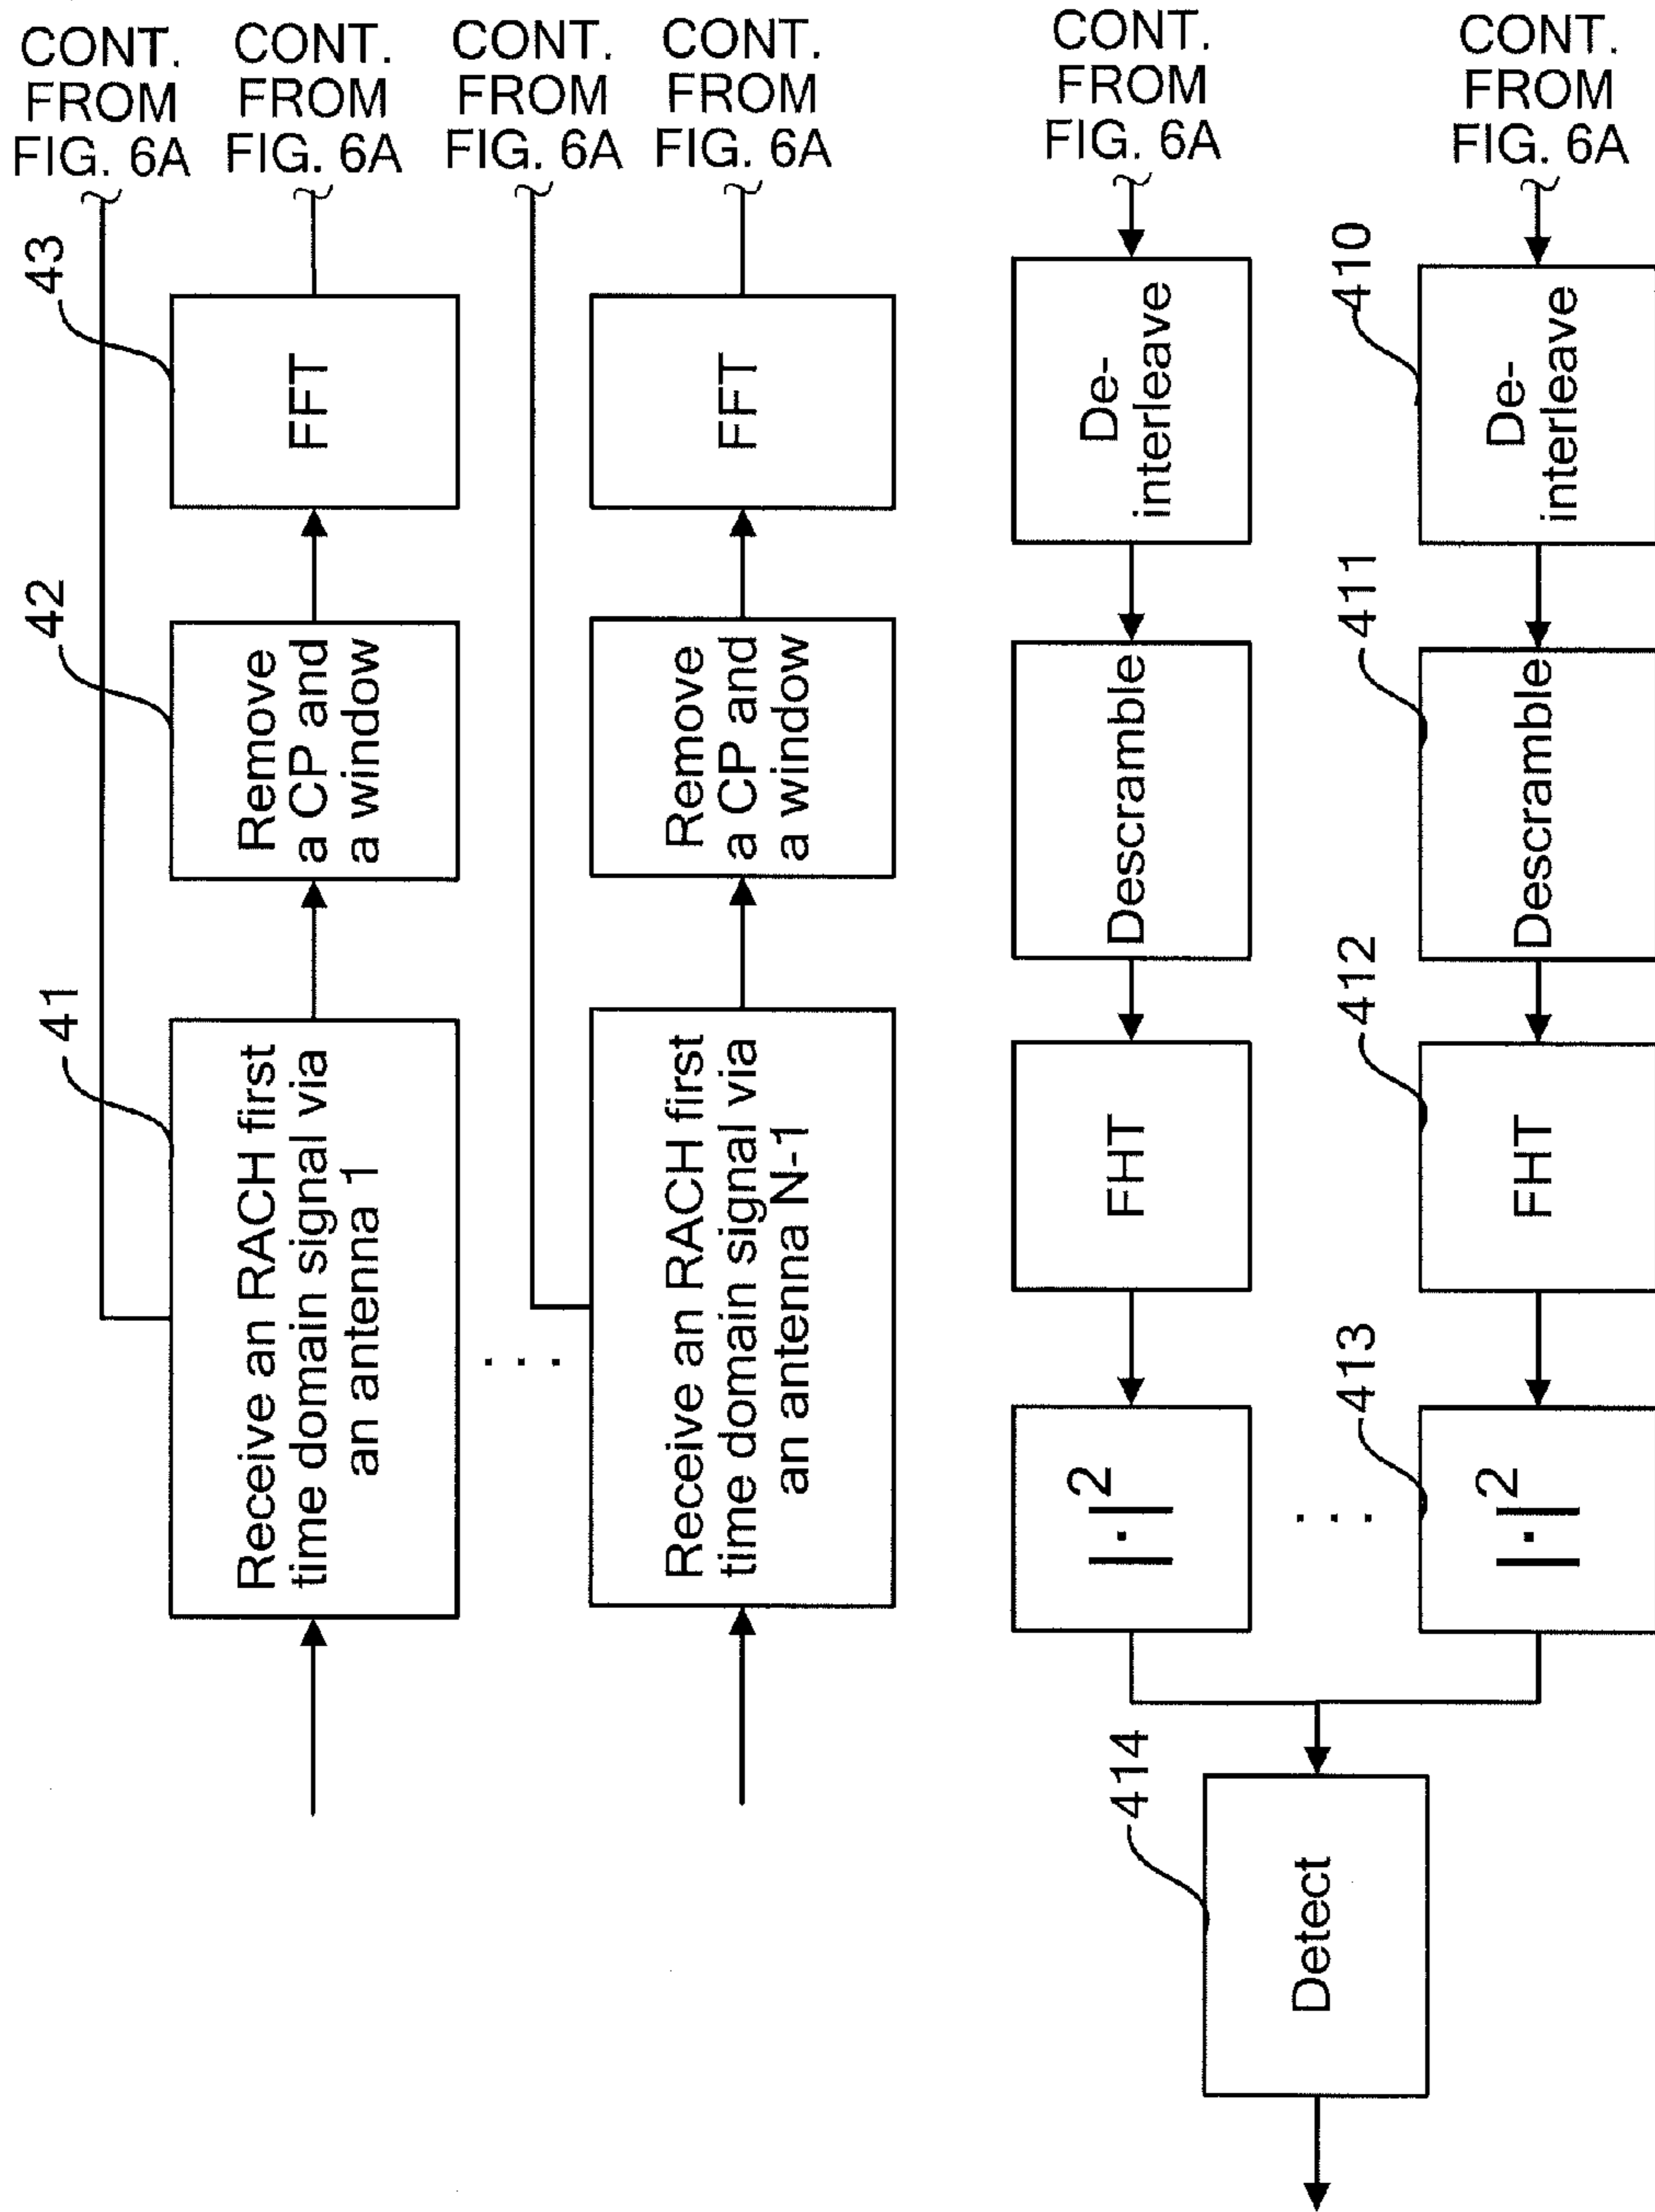 CONT.
FROM
FIG. 6A
CONT.
FROM
FIG. 6A
CONT.
FROM
FIG. 6A
CONT.
FROM
FIG. 6A
CONT.
FROM
FIG. 6A
CONT.
FROM
FIG. 6A
41
Receive an RACH first
time domain signal via
an antenna 1
42
Remove
a CP and
a window
43
FFT
...
Receive an RACH first
time domain signal via
an antenna N-1
Remove
a CP and
a window
FFT
De-
interleave
Descramble
FHT
|·|²
...
410
De-
interleave
411
Descramble
412
FHT
413
|·|²
414
Detect